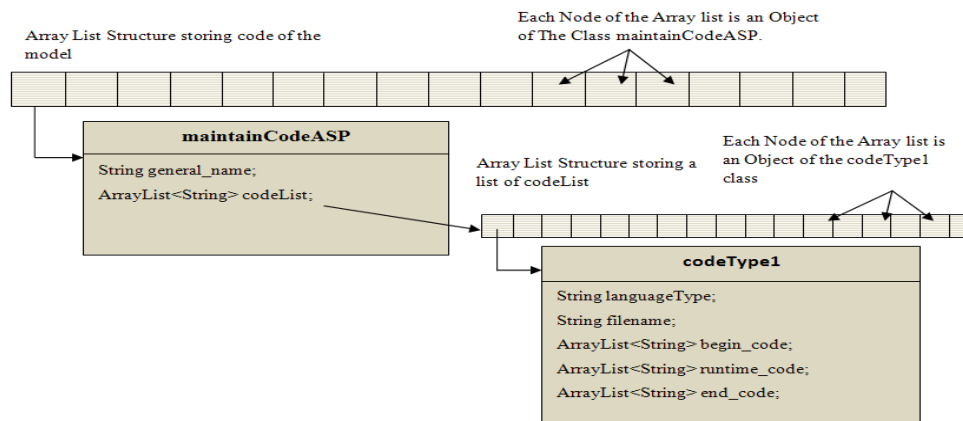 Array List Structure storing code of the
model
Each Node of the Array list is an Object
of The Class maintainCodeASP.
maintainCodeASP
String general_name;
ArrayList<String> codeList;
Array List Structure storing a
list of codeList
Each Node of the Array list is
an Object of the codeType1
class
codeType1
String languageType;
String filename;
ArrayList<String> begin_code;
ArrayList<String> runtime_code;
ArrayList<String> end_code;